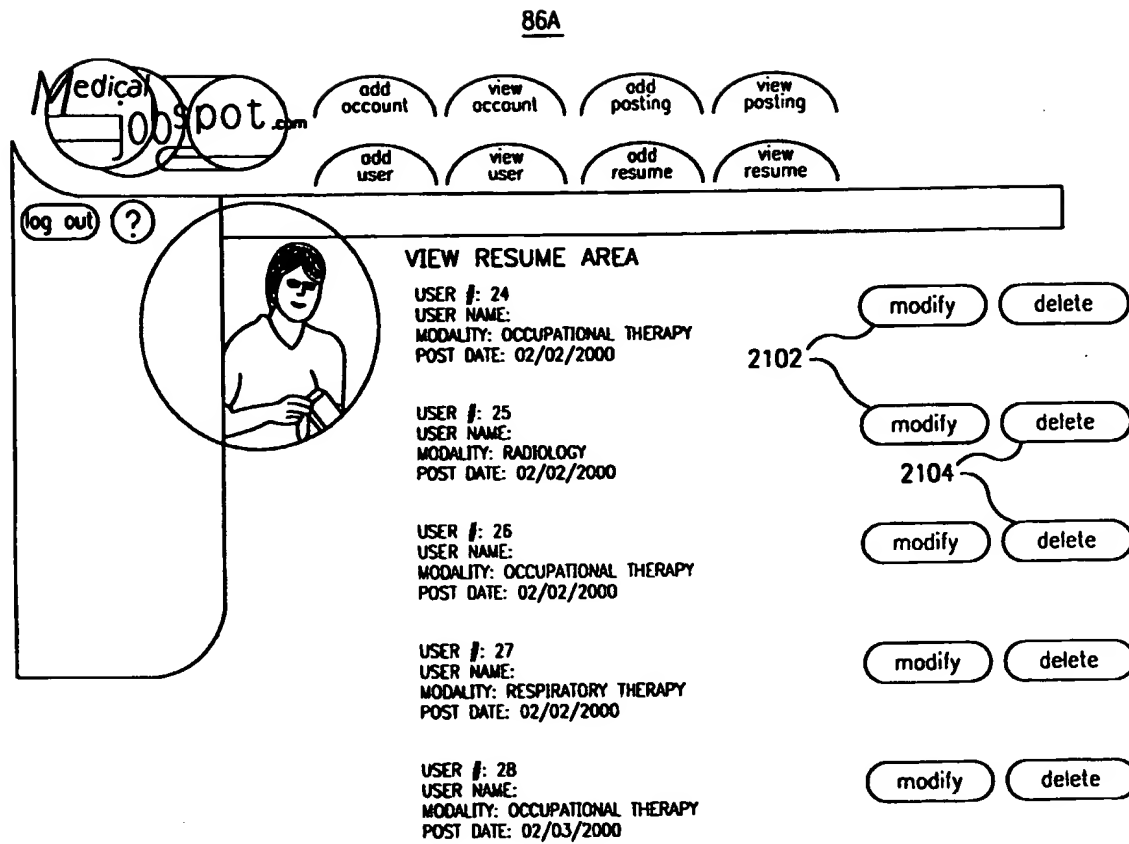 86A
Medical
jobspot.com
add account
view account
add posting
view posting
add user
view user
add resume
view resume
log out
?
VIEW RESUME AREA
USER #: 24
USER NAME:
MODALITY: OCCUPATIONAL THERAPY
POST DATE: 02/02/2000
modify
delete
2102
USER #: 25
USER NAME:
MODALITY: RADIOLOGY
POST DATE: 02/02/2000
modify
delete
2104
USER #: 26
USER NAME:
MODALITY: OCCUPATIONAL THERAPY
POST DATE: 02/02/2000
modify
delete
USER #: 27
USER NAME:
MODALITY: RESPIRATORY THERAPY
POST DATE: 02/02/2000
modify
delete
USER #: 28
USER NAME:
MODALITY: OCCUPATIONAL THERAPY
POST DATE: 02/03/2000
modify
delete